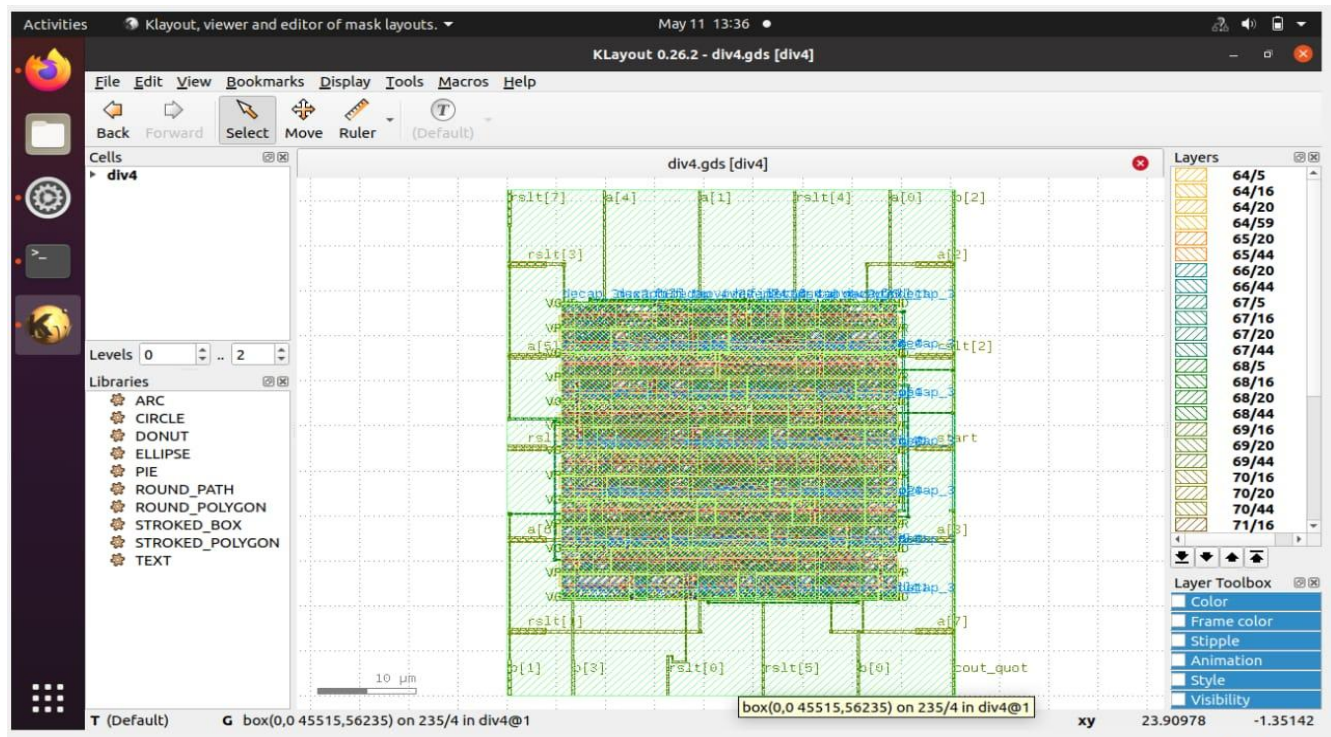 Activities Klayout, viewer and editor of mask layouts. May 11 13:36
KLayout 0.26.2 - div4.gds [div4]
File Edit View Bookmarks Display Tools Macros Help
Back Forward Select Move Ruler (Default)
Cells
div4
Levels 0 .. 2
Libraries
ARC
CIRCLE
DONUT
ELLIPSE
PIE
ROUND_PATH
ROUND_POLYGON
STROKED_BOX
STROKED_POLYGON
TEXT
div4.gds [div4]
rslt[7] a[4] a[1] rslt[4] a[0] b[2]
rslt[3] a[2]
rslt[2]
start
a[3]
rslt[1] a[7]
b[1] b[3] rslt[6] rslt[5] b[0] cout_quot
10 µm
Layers
64/5
64/16
64/20
64/59
65/20
65/44
66/20
66/44
67/5
67/16
67/20
67/44
68/5
68/16
68/20
68/44
69/16
69/20
69/44
70/16
70/20
70/44
71/16
Layer Toolbox
Color
Frame color
Stipple
Animation
Style
Visibility
box(0,0 45515,56235) on 235/4 in div4@1
T (Default) G box(0,0 45515,56235) on 235/4 in div4@1 xy 23.90978 -1.35142